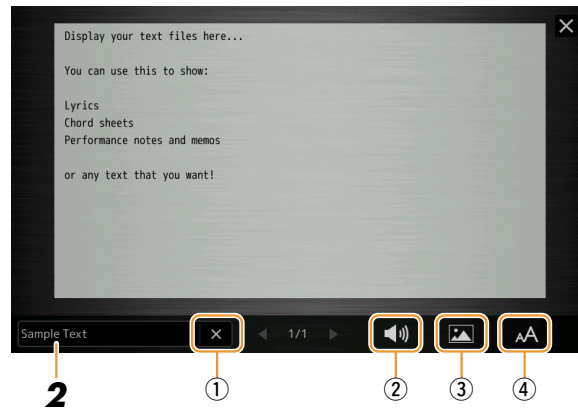 Display your text files here...
You can use this to show:
Lyrics
Chord sheets
Performance notes and memos
or any text that you want!
Sample Text
1/1
AA
2
①
②
③
④